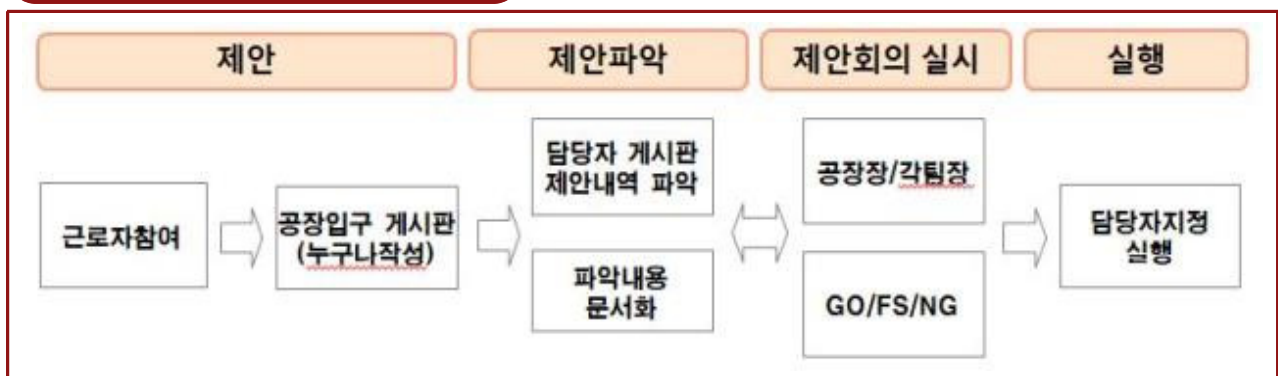 제안
제안파악
제안회의 실시
실행
근로자참여
공장입구 게시판
(누구나작성)
담당자 게시판
제안내역 파악
파악내용
문서화
공장장/각팀장
GO/FS/NG
담당자지정
실행